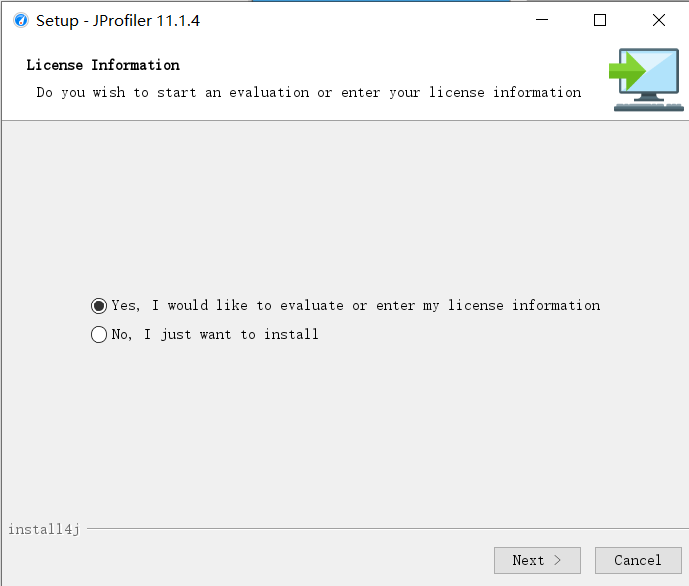 Setup - JProfiler 11.1.4
License Information
Do you wish to start an evaluation or enter your license information
Yes, I would like to evaluate or enter my license information
No, I just want to install
install4j
Next >
Cancel